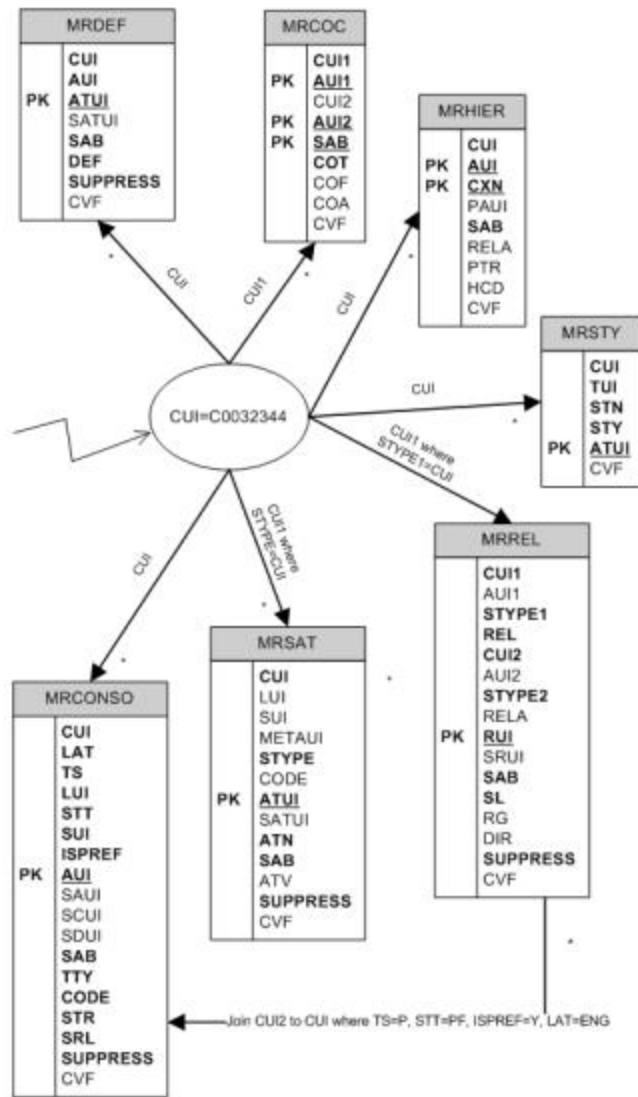 MRDEF
CUI
AUI
PK ATUI
SATUI
SAB
DEF
SUPPRESS
CVF
MRCOC
CUI1
PK AUI1
CUI2
PK AUI2
PK SAB
COT
COF
COA
CVF
MRHIER
CUI
PK AUI
PK CXN
PAUI
SAB
RELA
PTR
HCD
CVF
MRSTY
CUI
TUI
STN
STY
PK ATUI
CVF
CUI
CUI1
CUI
CUI
CUI=C0032344
CUI1 where
STYPE1=CUI
CUI1 where
STYPE=CUI
CUI
MRREL
CUI1
AUI1
STYPE1
REL
CUI2
AUI2
STYPE2
RELA
PK RUI
SRUI
SAB
SL
RG
DIR
SUPPRESS
CVF
MRSAT
CUI
LUI
SUI
METAUI
STYPE
CODE
PK ATUI
SATUI
ATN
SAB
ATV
SUPPRESS
CVF
MRCONSO
CUI
LAT
TS
LUI
STT
SUI
ISPREF
PK AUI
SAUI
SCUI
SDUI
SAB
TTY
CODE
STR
SRL
SUPPRESS
CVF
Join CUI2 to CUI where TS=P, STT=PF, ISPREF=Y, LAT=ENG